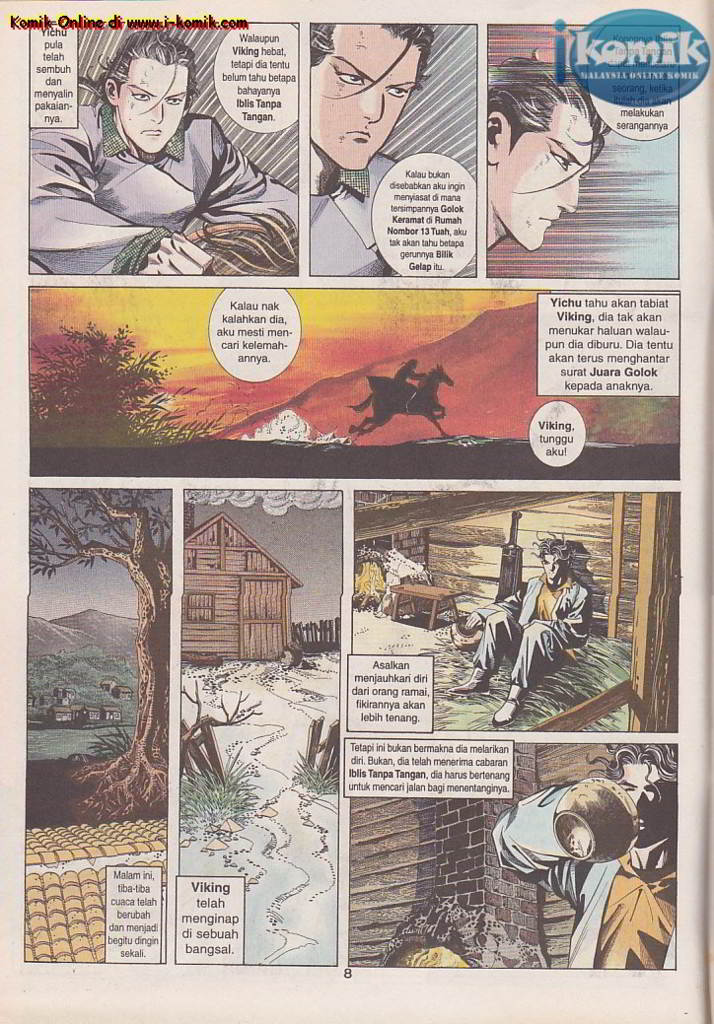 Komik Online di www.i-komik.com
ikomik
MALAYSIA ONLINE KOMIK
Yichu
pula
telah
sembuh
dan
menyalin
pakaian-
nya.
Walaupun
Viking hebat,
tetapi dia tentu
belum tahu betapa
bahayanya
Iblis Tanpa
Tangan.
Kalau bukan
disebabkan aku ingin
menyiasat di mana
tersimpannya Golok
Keramat di Rumah
Nombor 13 Tuah, aku
tak akan tahu betapa
gerunnya Bilik
Gelap itu.
Tanpa Tangan
seorang, ketika
itulah dia akan
melakukan
serangannya
Kalau nak
kalahkan dia,
aku mesti men-
cari kelemah-
annya.
Yichu tahu akan tabiat
Viking, dia tak akan
menukar haluan walau-
pun dia diburu. Dia tentu
akan terus menghantar
surat Juara Golok
kepada anaknya.
Viking,
tunggu
aku!
Malam ini,
tiba-tiba
cuaca telah
berubah
dan menjadi
begitu dingin
sekali.
Viking
telah
menginap
di sebuah
bangsal.
Asalkan
menjauhkan diri
dari orang ramai,
fikirannya akan
lebih tenang.
Tetapi ini bukan bermakna dia melarikan
diri. Bukan, dia telah menerima cabaran
Iblis Tanpa Tangan, dia harus bertenang
untuk mencari jalan bagi menentanginya.
8